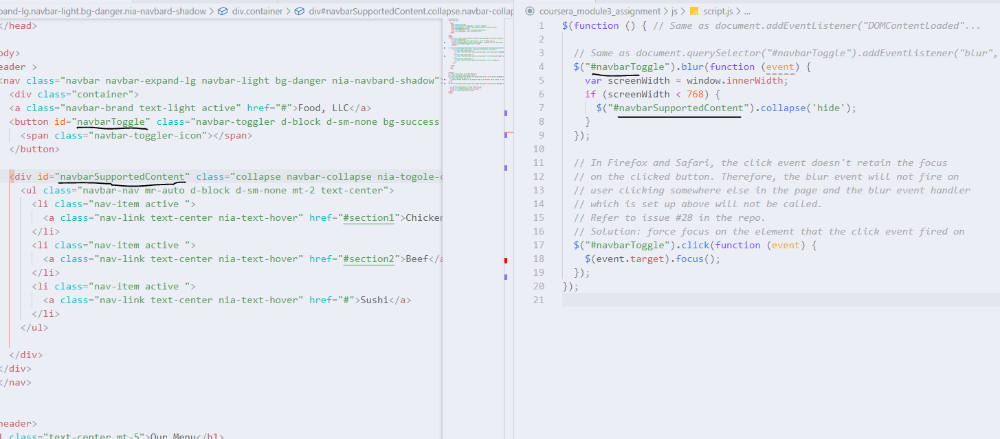 pand-lg.navbar-light.bg-danger.nia-navbard-shadow > div.container > div#navbarSupportedContent.collapse.navbar-collap
</head>
ody>
eader >
<nav class="navbar navbar-expand-lg navbar-light bg-danger nia-navbard-shadow"
<div class="container">
<a class="navbar-brand text-light active" href="#">Food, LLC</a>
<button id="navbarToggle" class="navbar-toggler d-block d-sm-none bg-success
<span class="navbar-toggler-icon"></span>
</button>
<div id="navbarSupportedContent" class="collapse navbar-collapse nia-togole-c
<ul class="navbar-nav mr-auto d-block d-sm-none mt-2 text-center">
<li class="nav-item active ">
<a class="nav-link text-center nia-text-hover" href="#section1">Chicken
</li>
<li class="nav-item active ">
<a class="nav-link text-center nia-text-hover" href="#section2">Beef</a
</li>
<li class="nav-item active ">
<a class="nav-link text-center nia-text-hover" href="#">Sushi</a>
</li>
</ul>
</div>
</div>
</nav>
header>
class="text-center mt-5">Our Menu</h1>
coursera_module3_assignment > js > script.js > ...
1 $(function () { // Same as document.addEventListener("DOMContentLoaded"...
2
3 // Same as document.querySelector("#navbarToggle").addEventListener("blur",
4 $("#navbarToggle").blur(function (event) {
5 var screenWidth = window.innerWidth;
6 if (screenWidth < 768) {
7 $("#navbarSupportedContent").collapse('hide');
8 }
9 });
10
11 // In Firefox and Safari, the click event doesn't retain the focus
12 // on the clicked button. Therefore, the blur event will not fire on
13 // user clicking somewhere else in the page and the blur event handler
14 // which is set up above will not be called.
15 // Refer to issue #28 in the repo.
16 // Solution: force focus on the element that the click event fired on
17 $("#navbarToggle").click(function (event) {
18 $(event.target).focus();
19 });
20 });
21